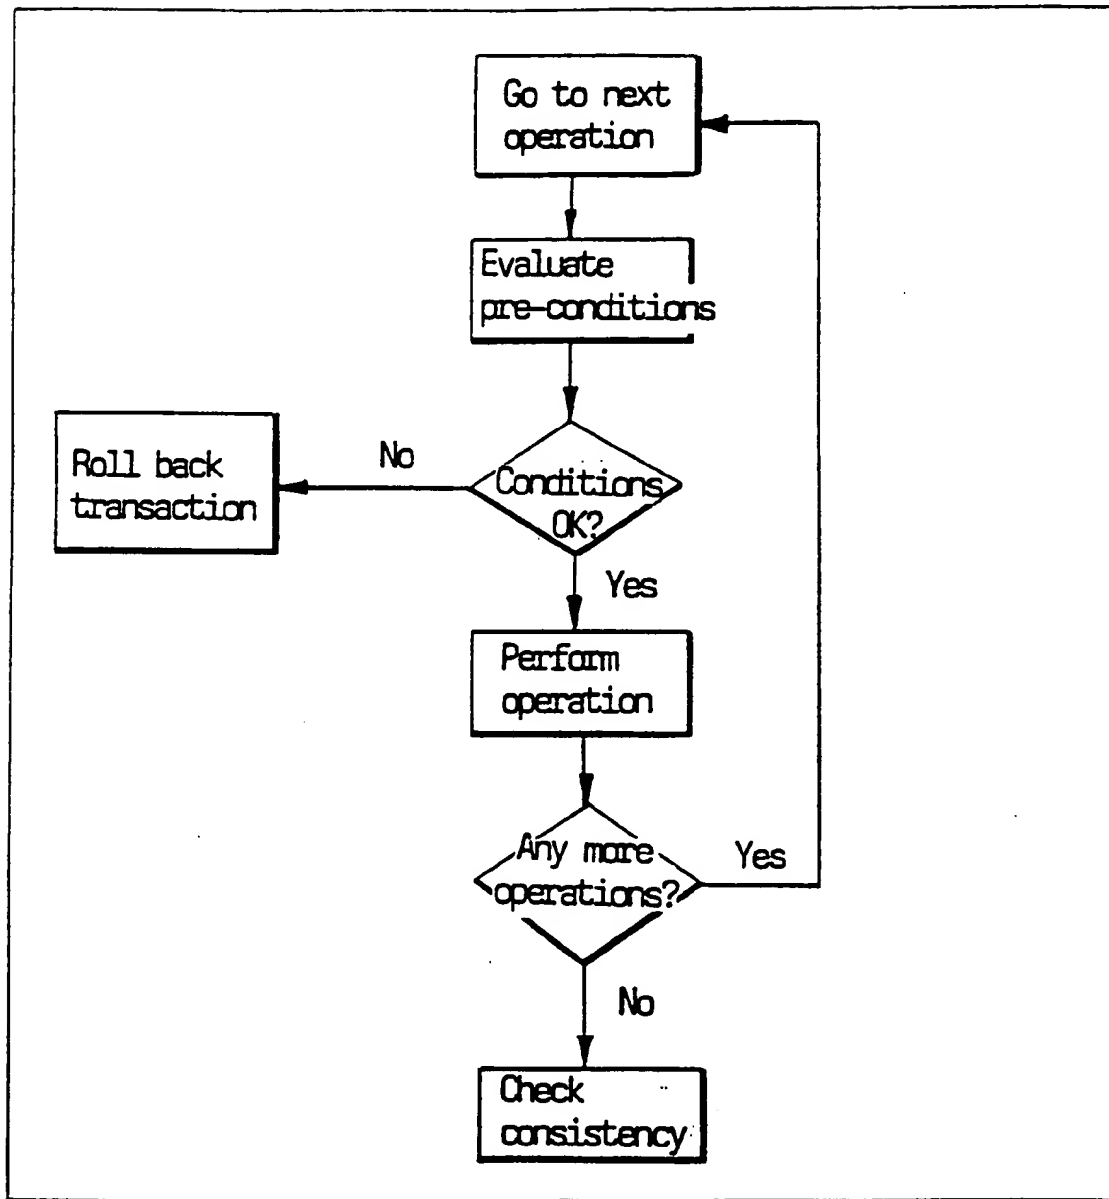 Go to next
operation
Evaluate
pre-conditions
Roll back
transaction
No
Conditions
OK?
Yes
Perform
operation
Any more
operations?
Yes
No
Check
consistency